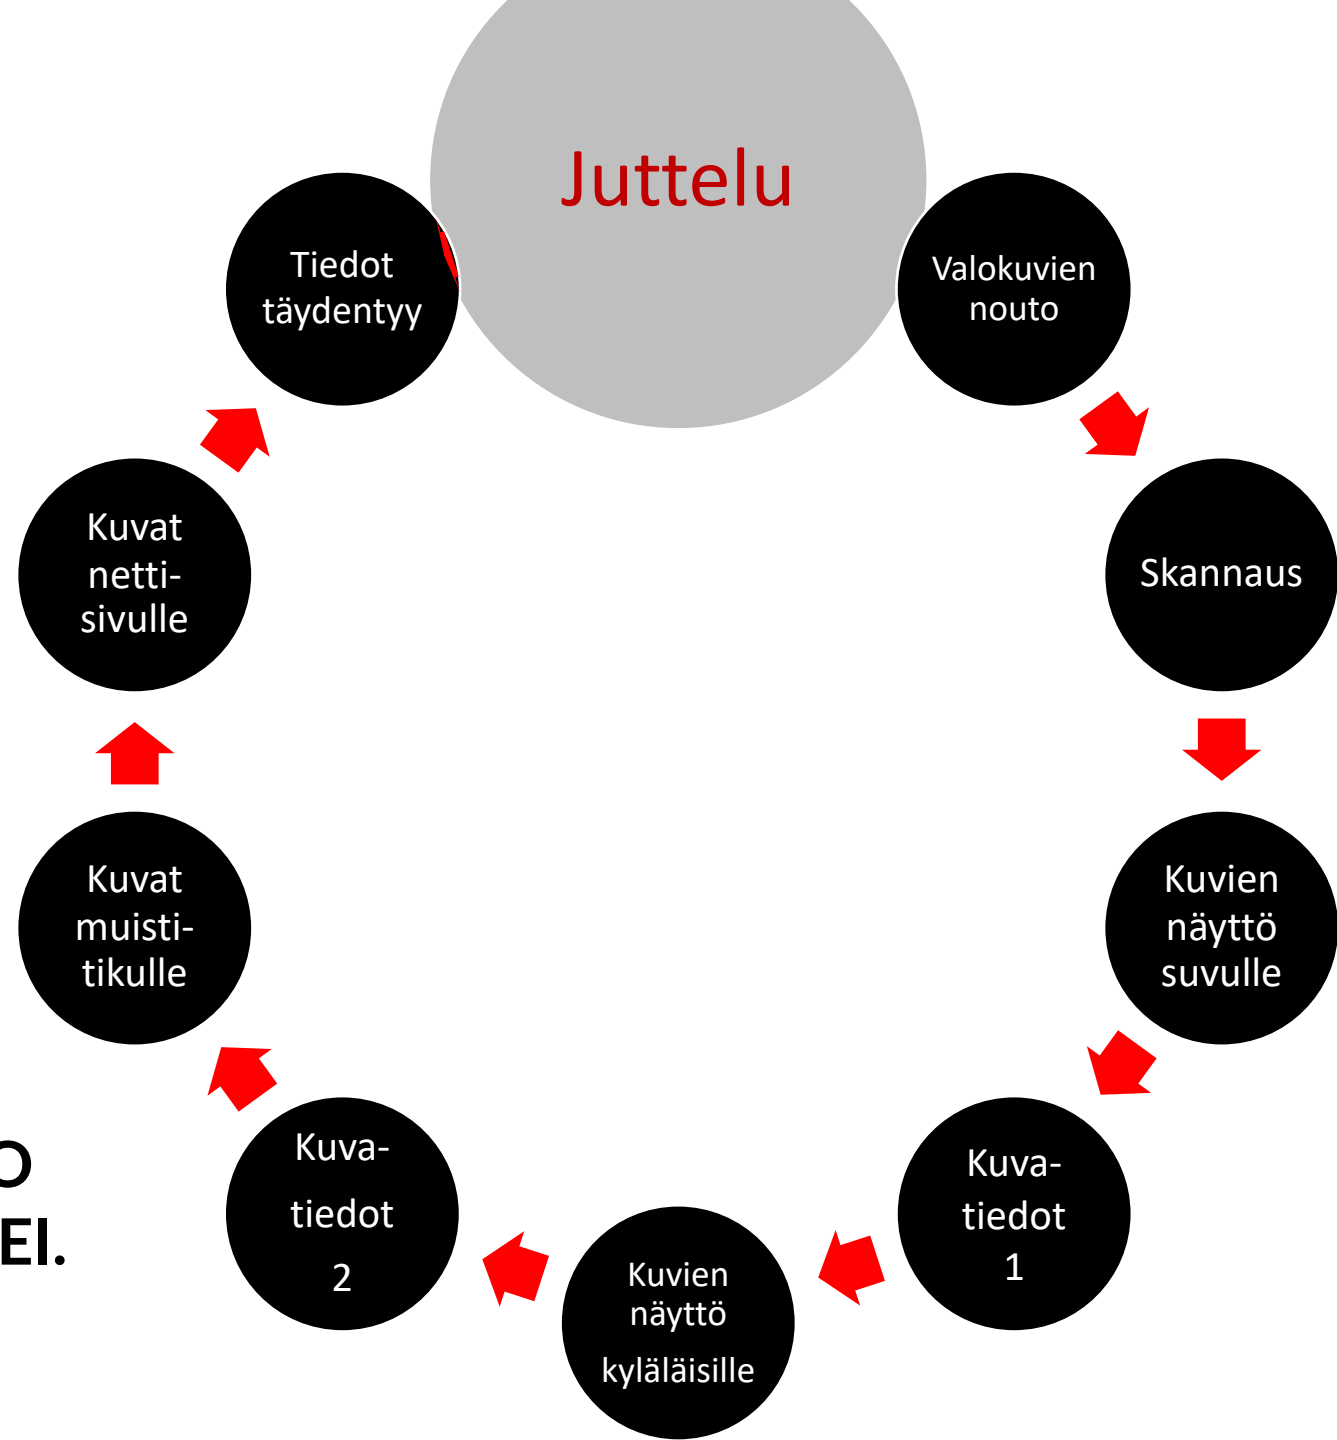 Juttelu
Valokuvien
nouto
Skannaus
Kuvien
näyttö
suvulle
Kuva-
tiedot
1
Kuvien
näyttö
kyläläisille
Kuva-
tiedot
2
Kuvat
muisti-
tikulle
Kuvat
netti-
sivulle
Tiedot
täydentyy
O
EI.